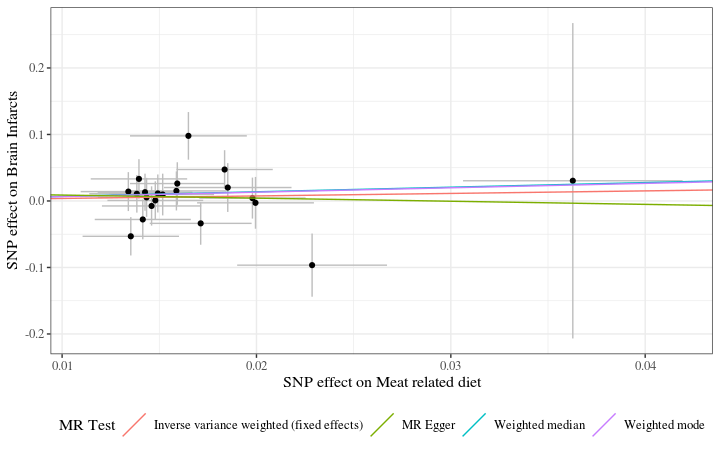 SNP effect on Brain Infarcts
0.2
0.1
0.0
-0.1
-0.2
0.01 0.02 0.03 0.04
SNP effect on Meat related diet
MR Test Inverse variance weighted (fixed effects) MR Egger Weighted median Weighted mode